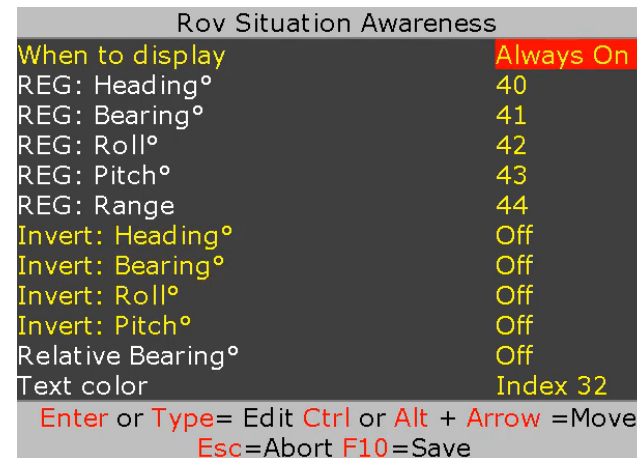 Rov Situation Awareness
When to display Always On
REG: Heading° 40
REG: Bearing° 41
REG: Roll° 42
REG: Pitch° 43
REG: Range 44
Invert: Heading° Off
Invert: Bearing° Off
Invert: Roll° Off
Invert: Pitch° Off
Relative Bearing° Off
Text color Index 32
Enter or Type= Edit Ctrl or Alt + Arrow =Move
Esc=Abort F10=Save